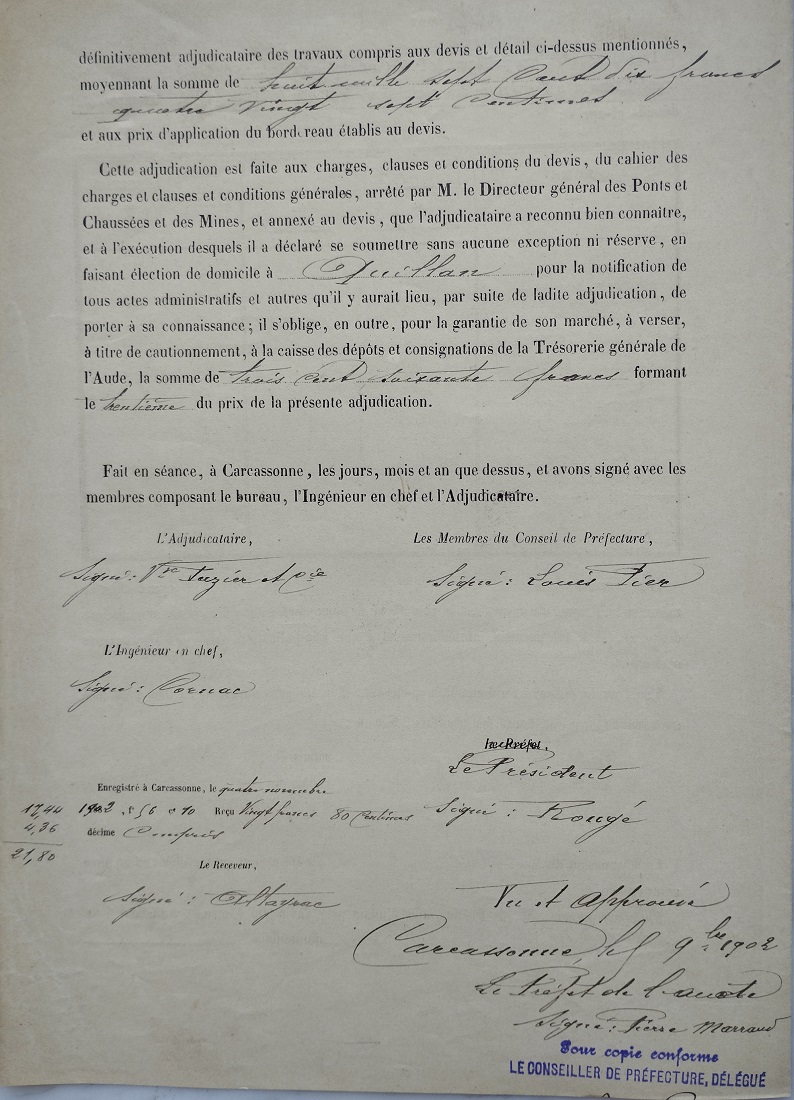 définitivement adjudicataire des travaux compris aux devis et détail ci-dessus mentionnés,
moyennant la somme de huit mille sept Cent dix francs
quatre vingt sept Centimes
et aux prix d'application du bordereau établis au devis.
Cette adjudication est faite aux charges, clauses et conditions du devis, du cahier des
charges et clauses et conditions générales, arrêté par M. le Directeur général des Ponts et
Chaussées et des Mines, et annexé au devis, que l'adjudicataire a reconnu bien connaître,
et à l'exécution desquels il a déclaré se soumettre sans aucune exception ni réserve, en
faisant élection de domicile à Quillan pour la notification de
tous actes administratifs et autres qu'il y aurait lieu, par suite de ladite adjudication, de
porter à sa connaissance; il s'oblige, en outre, pour la garantie de son marché, à verser,
à titre de cautionnement, à la caisse des dépôts et consignations de la Trésorerie générale de
l'Aude, la somme de trois Cent soixante francs formant
le trentième du prix de la présente adjudication.
Fait en séance, à Carcassonne, les jours, mois et an que dessus, et avons signé avec les
membres composant le bureau, l'Ingénieur en chef et l'Adjudicataire.
L'Adjudicataire,
Les Membres du Conseil de Préfecture,
Signé: Vve Tuzier et Cie
Signé: Louis Fier
L'Ingénieur en chef,
Signé: Cornac
Le Préfet.
Le Président
Signé: Rougé
Enregistré à Carcassonne, le quatre novembre
17,44 1902 fo 56 co 10 Reçu Vingt francs 80 Centimes
4,36 décime Compris
21,80
Le Receveur,
Signé: Altayrac
Vu et approuvé
Carcassonne, le 9bre 1902
Le Préfet de l'aude
Signé: Pierre Marraud
Pour copie conforme
LE CONSEILLER DE PRÉFECTURE, DÉLÉGUÉ